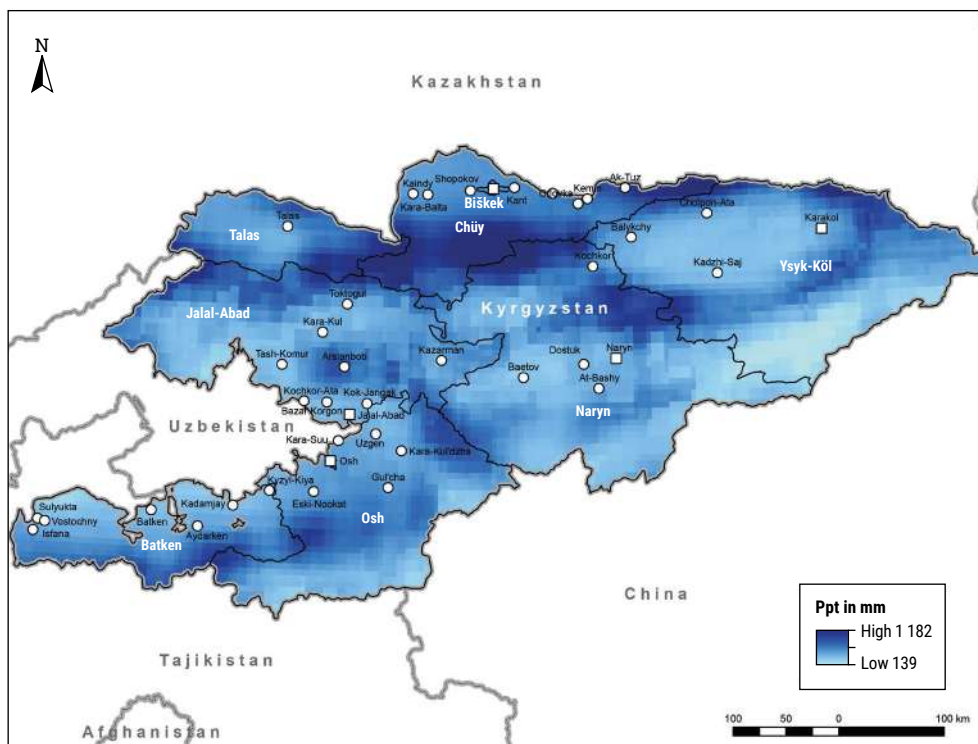 N
Kazakhstan
Ak-Tuz
Shopokov
Kaindy
Kemin
Orlovka
Biškek
Kant
Kara-Balta
Cholpon-Ata
Talas
Karakol
Chüy
Talas
Balykchy
Kochkor
Kadzhi-Saj
Ysyk-Köl
Toktogul
Jalal-Abad
Kyrgyzstan
Kara-Kul
Naryn
Dostuk
Tash-Komur
Arslanbob
Kazarman
Baetov
At-Bashy
Kochkor-Ata
Kok-Jangak
Naryn
Bazar Korgon
Jalal-Abad
Uzbekistan
Kara-Suu
Uzgen
Kara-Kul'dzha
Osh
Kyzyl-Kiya
Gul'cha
Kadamjay
Eski-Nookat
Sulyukta
Vostochny
Batken
Osh
Isfana
Aydarken
Batken
China
Ppt in mm
High 1 182
Low 139
Tajikistan
Afghanistan
100 50 0 100 km